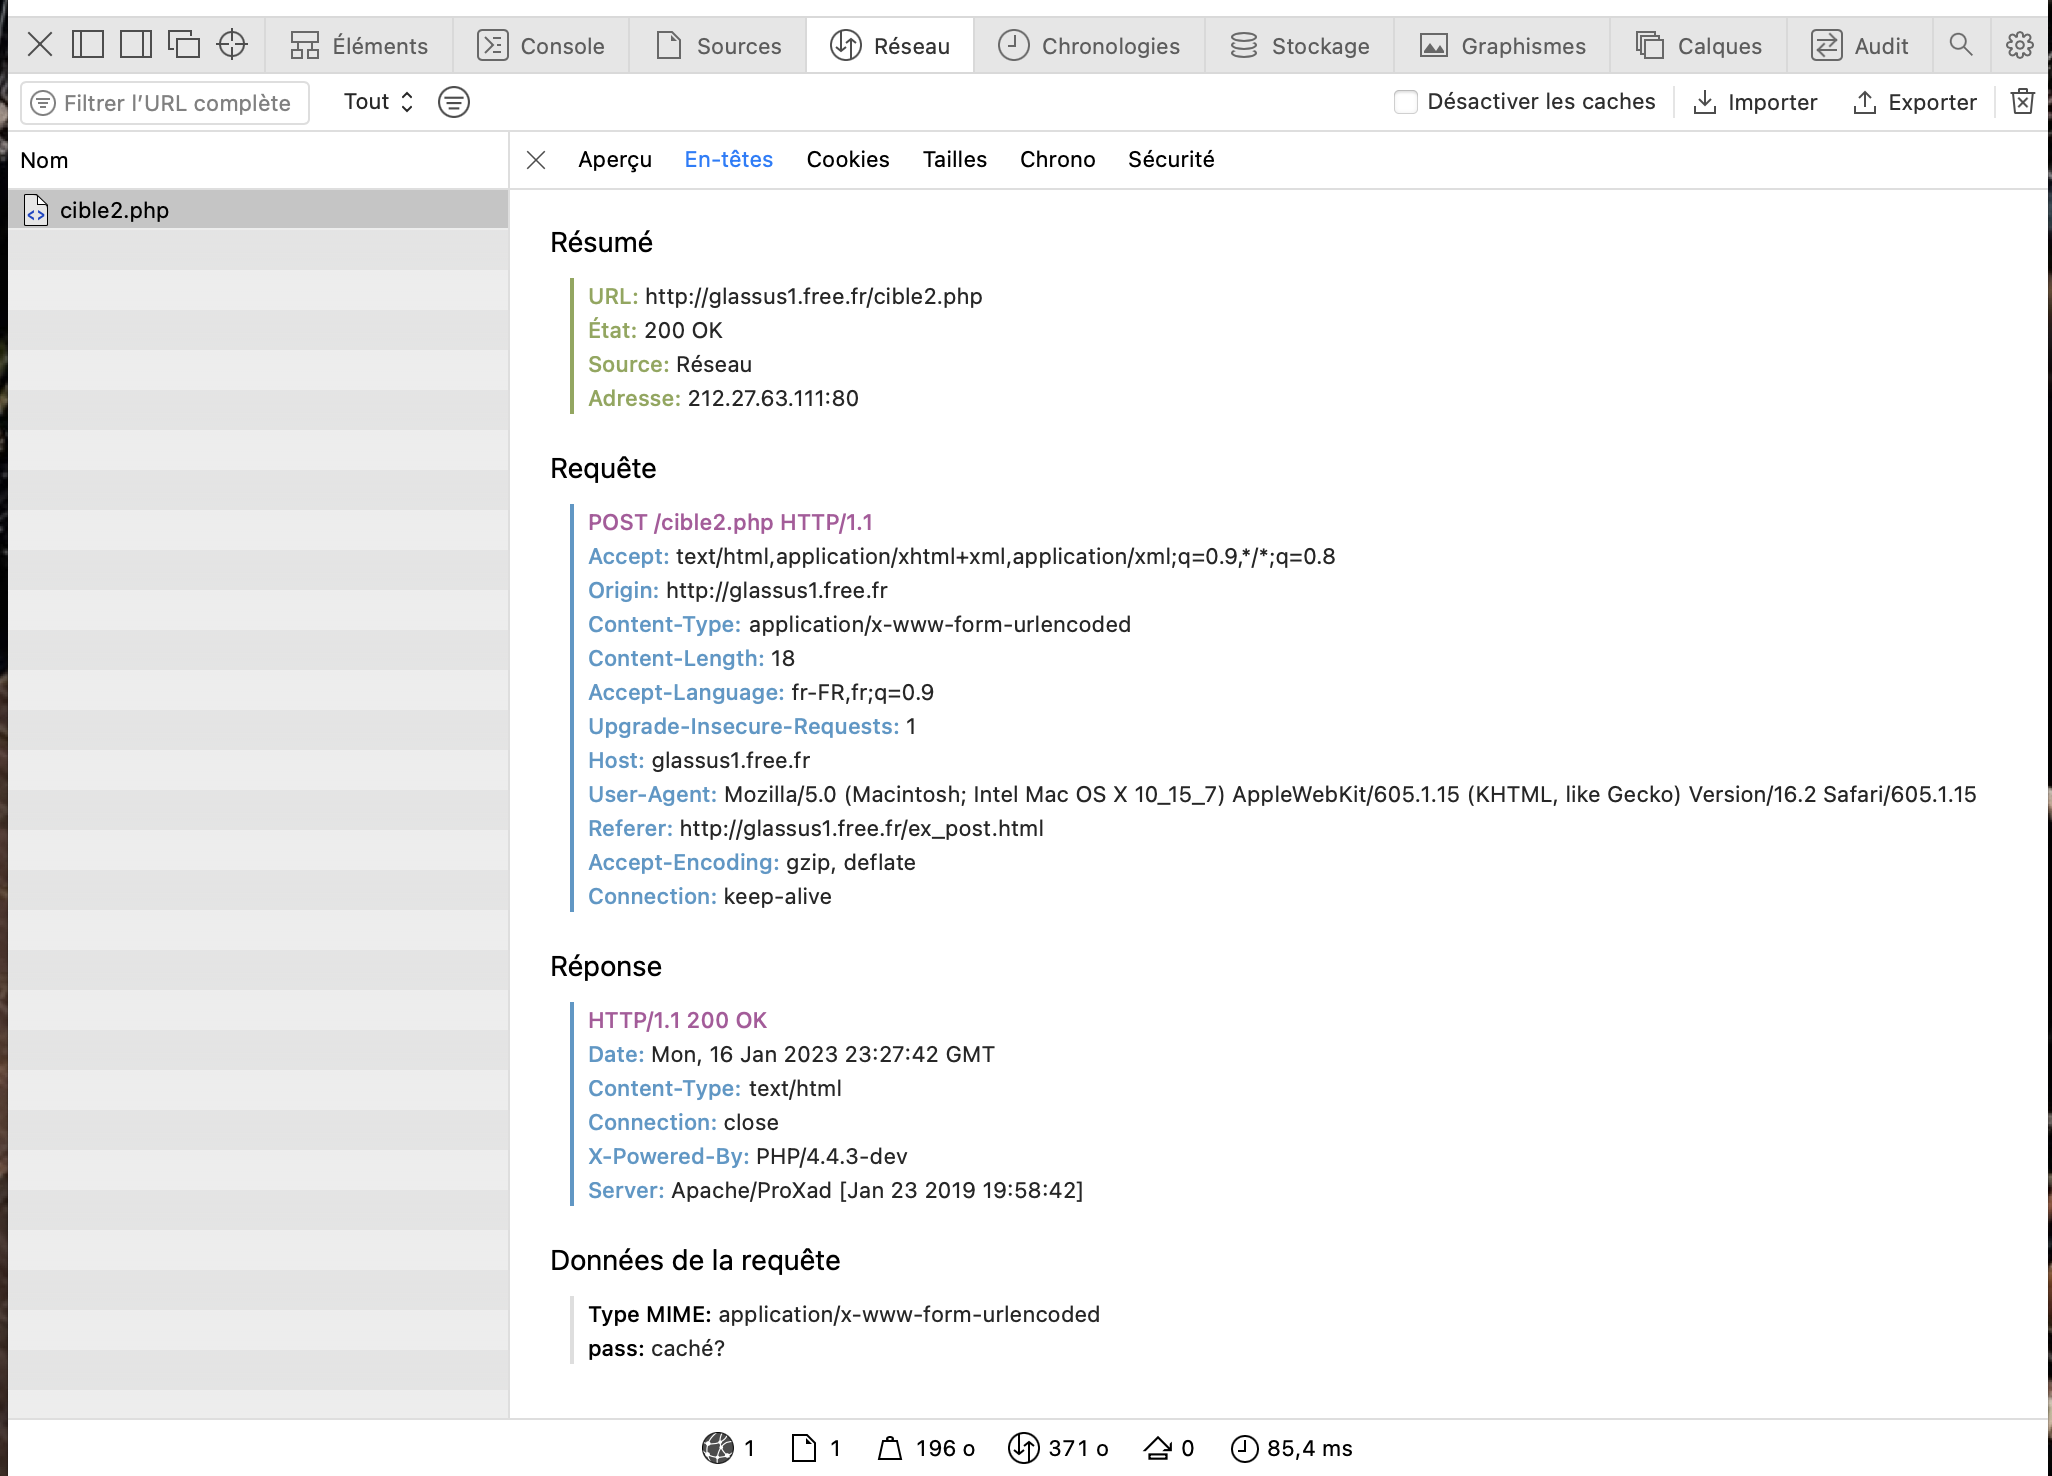 Éléments
Console
Sources
Réseau
Chronologies
Stockage
Graphismes
Calques
Audit
Filtrer l’URL complète
Tout
Désactiver les caches
Importer
Exporter
Nom
Aperçu
En-têtes
Cookies
Tailles
Chrono
Sécurité
cible2.php
Résumé
URL: http://glassus1.free.fr/cible2.php
État: 200 OK
Source: Réseau
Adresse: 212.27.63.111:80
Requête
POST /cible2.php HTTP/1.1
Accept: text/html,application/xhtml+xml,application/xml;q=0.9,*/*;q=0.8
Origin: http://glassus1.free.fr
Content-Type: application/x-www-form-urlencoded
Content-Length: 18
Accept-Language: fr-FR,fr;q=0.9
Upgrade-Insecure-Requests: 1
Host: glassus1.free.fr
User-Agent: Mozilla/5.0 (Macintosh; Intel Mac OS X 10_15_7) AppleWebKit/605.1.15 (KHTML, like Gecko) Version/16.2 Safari/605.1.15
Referer: http://glassus1.free.fr/ex_post.html
Accept-Encoding: gzip, deflate
Connection: keep-alive
Réponse
HTTP/1.1 200 OK
Date: Mon, 16 Jan 2023 23:27:42 GMT
Content-Type: text/html
Connection: close
X-Powered-By: PHP/4.4.3-dev
Server: Apache/ProXad [Jan 23 2019 19:58:42]
Données de la requête
Type MIME: application/x-www-form-urlencoded
pass: caché?
1
1
196 o
371 o
0
85,4 ms